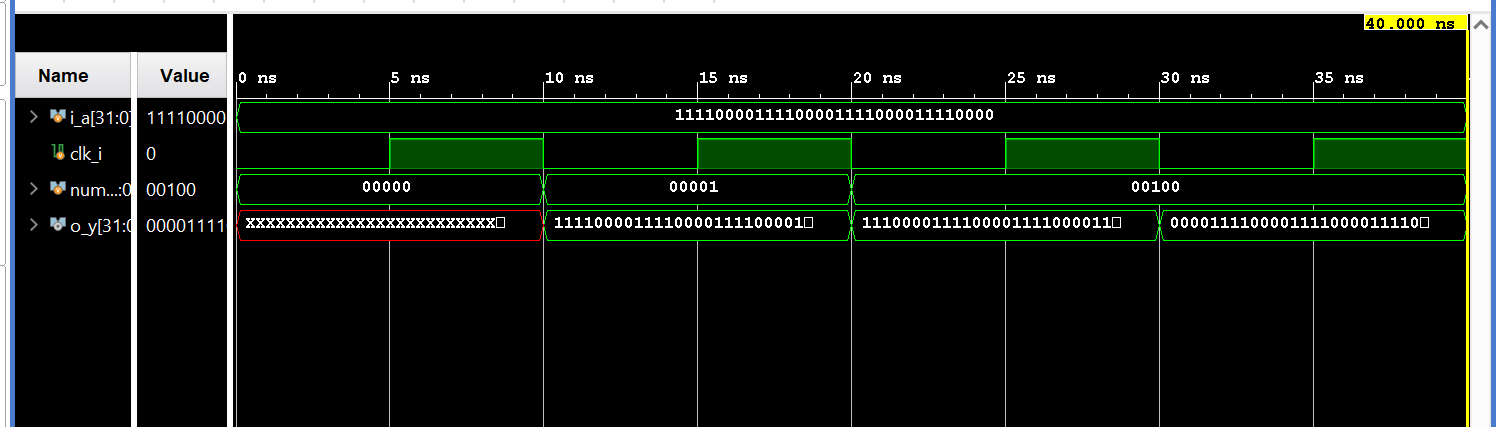 40.000 ns
Name Value
0 ns 5 ns 10 ns 15 ns 20 ns 25 ns 30 ns 35 ns
i_a[31:0] 11110000 11110000111100001111000011110000
clk_i 0
num...:0 00100 00000 00001 00100
o_y[31:0 00001111 XXXXXXXXXXXXXXXXXXXXXXXXX□ 1111000011110000111100001□ 1110000111100001111000011□ 0000111100001111000011110□